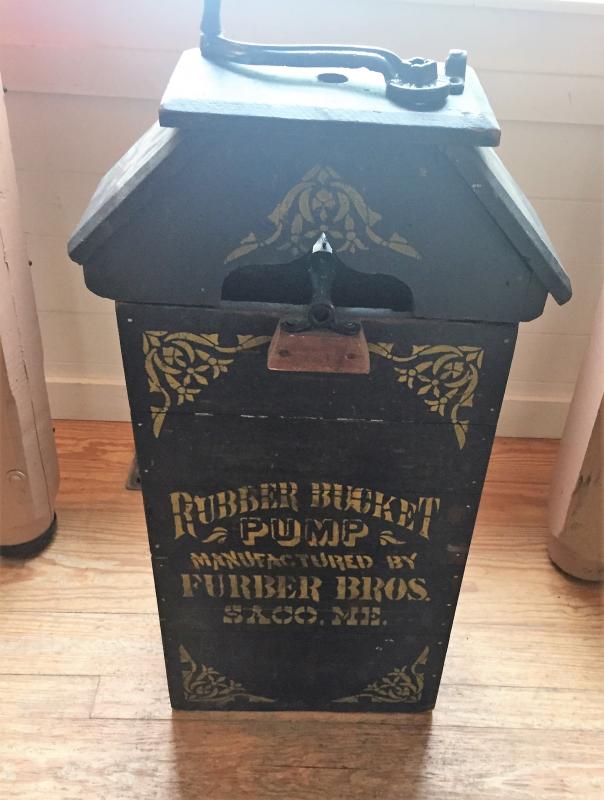 RUBBER BUCKET
PUMP
MANUFACTURED BY
FURBER BROS.
SACO, ME.